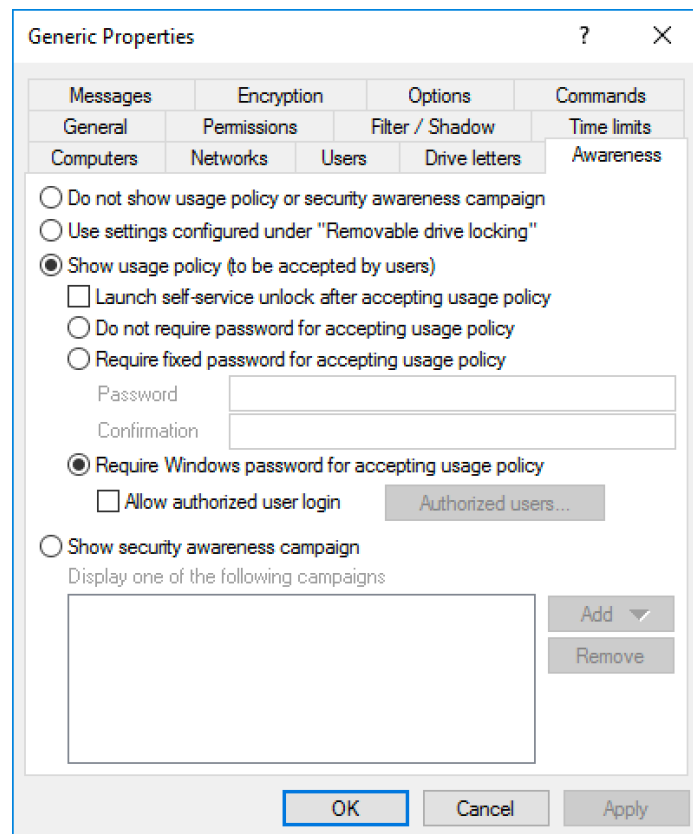 Generic Properties ? X
Messages Encryption Options Commands
General Permissions Filter / Shadow Time limits
Computers Networks Users Drive letters Awareness
Do not show usage policy or security awareness campaign
Use settings configured under "Removable drive locking"
Show usage policy (to be accepted by users)
Launch self-service unlock after accepting usage policy
Do not require password for accepting usage policy
Require fixed password for accepting usage policy
Password
Confirmation
Require Windows password for accepting usage policy
Allow authorized user login Authorized users...
Show security awareness campaign
Display one of the following campaigns
Add
Remove
OK Cancel Apply